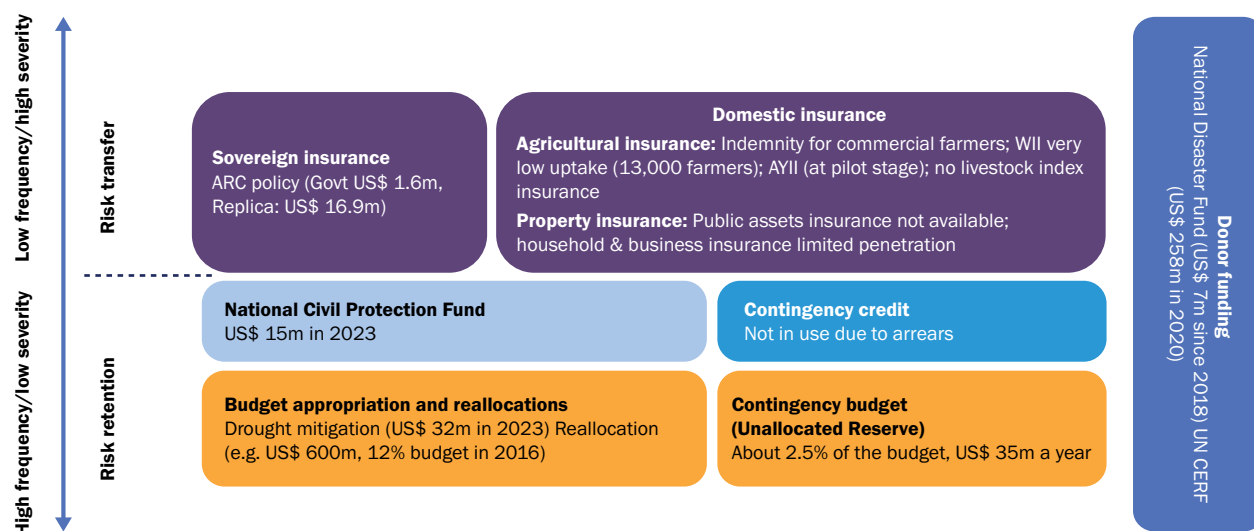 Low frequency/high severity
Risk transfer
Sovereign insurance
ARC policy (Govt US$ 1.6m,
Replica: US$ 16.9m)
Domestic insurance
Agricultural insurance: Indemnity for commercial farmers; WII very
low uptake (13,000 farmers); AYII (at pilot stage); no livestock index
insurance
Property insurance: Public assets insurance not available;
household & business insurance limited penetration
High frequency/low severity
Risk retention
National Civil Protection Fund
US$ 15m in 2023
Contingency credit
Not in use due to arrears
Budget appropriation and reallocations
Drought mitigation (US$ 32m in 2023) Reallocation
(e.g. US$ 600m, 12% budget in 2016)
Contingency budget
(Unallocated Reserve)
About 2.5% of the budget, US$ 35m a year
Donor funding
National Disaster Fund (US$ 7m since 2018) UN CERF
(US$ 258m in 2020)